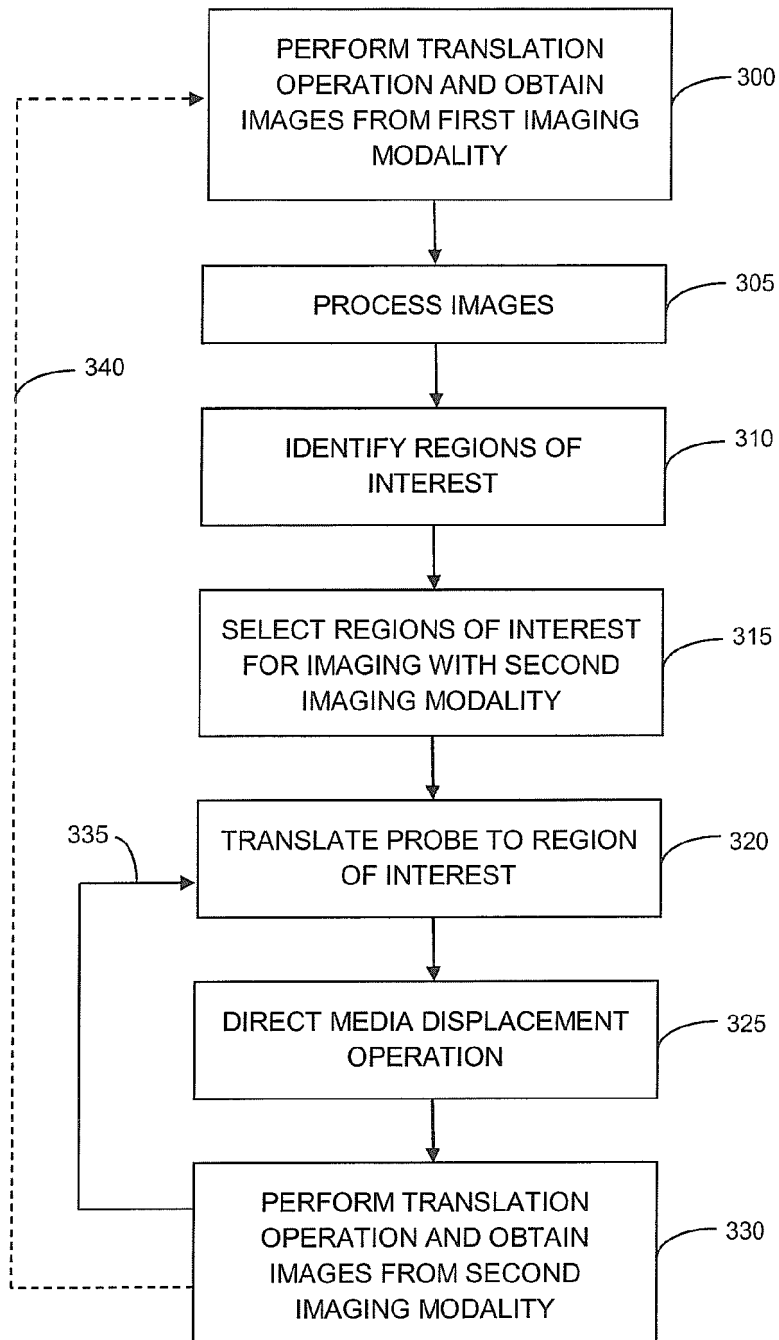 PERFORM TRANSLATION
OPERATION AND OBTAIN
IMAGES FROM FIRST IMAGING
MODALITY
300
PROCESS IMAGES
305
340
IDENTIFY REGIONS OF
INTEREST
310
SELECT REGIONS OF INTEREST
FOR IMAGING WITH SECOND
IMAGING MODALITY
315
335
TRANSLATE PROBE TO REGION
OF INTEREST
320
DIRECT MEDIA DISPLACEMENT
OPERATION
325
PERFORM TRANSLATION
OPERATION AND OBTAIN
IMAGES FROM SECOND
IMAGING MODALITY
330